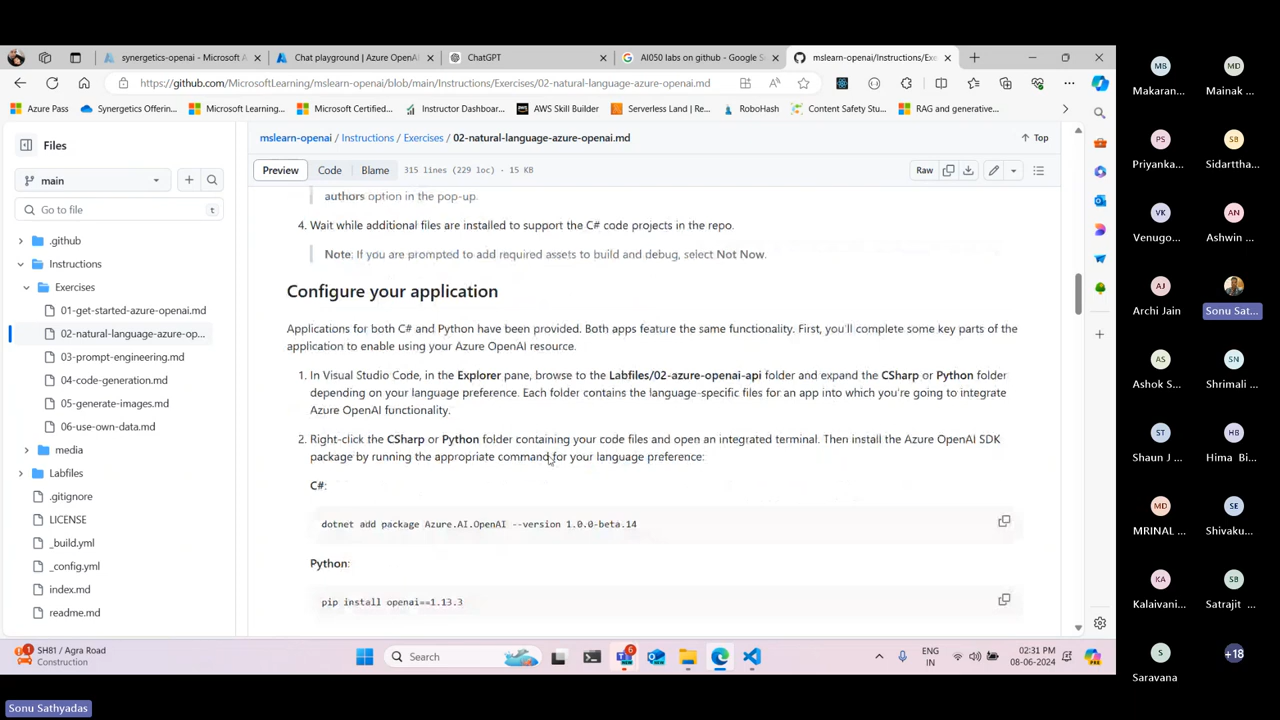 synergetics-openai - Microsoft A
Chat playground | Azure OpenAI
ChatGPT
AI050 labs on github - Google S
mslearn-openai/Instructions/Exe
https://github.com/MicrosoftLearning/mslearn-openai/blob/main/Instructions/Exercises/02-natural-language-azure-openai.md
Azure Pass
Synergetics Offerin...
Microsoft Learning...
Microsoft Certified...
Instructor Dashboar...
AWS Skill Builder
Serverless Land | Re...
RoboHash
Content Safety Stu...
RAG and generative...
Files
main
Go to file
t
.github
Instructions
Exercises
01-get-started-azure-openai.md
02-natural-language-azure-op...
03-prompt-engineering.md
04-code-generation.md
05-generate-images.md
06-use-own-data.md
media
Labfiles
.gitignore
LICENSE
_build.yml
_config.yml
index.md
readme.md
mslearn-openai / Instructions / Exercises / 02-natural-language-azure-openai.md
Top
Preview
Code
Blame
315 lines (229 loc) · 15 KB
Raw
authors option in the pop-up.
4. Wait while additional files are installed to support the C# code projects in the repo.
Note: If you are prompted to add required assets to build and debug, select Not Now.
Configure your application
Applications for both C# and Python have been provided. Both apps feature the same functionality. First, you'll complete some key parts of the
application to enable using your Azure OpenAI resource.
1. In Visual Studio Code, in the Explorer pane, browse to the Labfiles/02-azure-openai-api folder and expand the CSharp or Python folder
depending on your language preference. Each folder contains the language-specific files for an app into which you're going to integrate
Azure OpenAI functionality.
2. Right-click the CSharp or Python folder containing your code files and open an integrated terminal. Then install the Azure OpenAI SDK
package by running the appropriate command for your language preference:
C#:
dotnet add package Azure.AI.OpenAI --version 1.0.0-beta.14
Python:
pip install openai==1.13.3
SH81 / Agra Road
Construction
Search
6
ENG
IN
02:31 PM
08-06-2024
Sonu Sathyadas
MB
Makaran...
MD
Mainak ...
PS
Priyanka...
SB
Sidarttha...
VK
Venugo...
AN
Ashwin ...
AJ
Archi Jain
Sonu Sat...
AS
Ashok S...
SN
Shrimali ...
ST
Shaun J ...
HB
Hima Bi...
MD
MRINAL ...
SE
Shivaku...
KA
Kalaivani...
SB
Satrajit ...
S
Saravana
+18